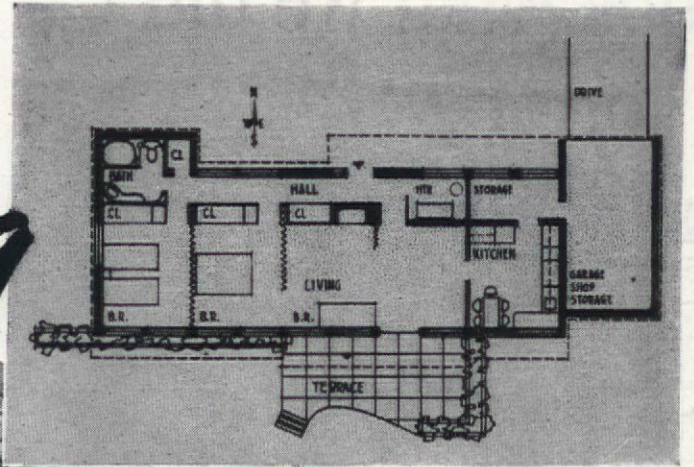 N
W E
S
DRIVE
CL
BATH
HALL
HTR
STORAGE
CL
CL
CL
KITCHEN
LIVING
GARAGE
SHOP
STORAGE
B.R.
B.R.
B.R.
TERRACE